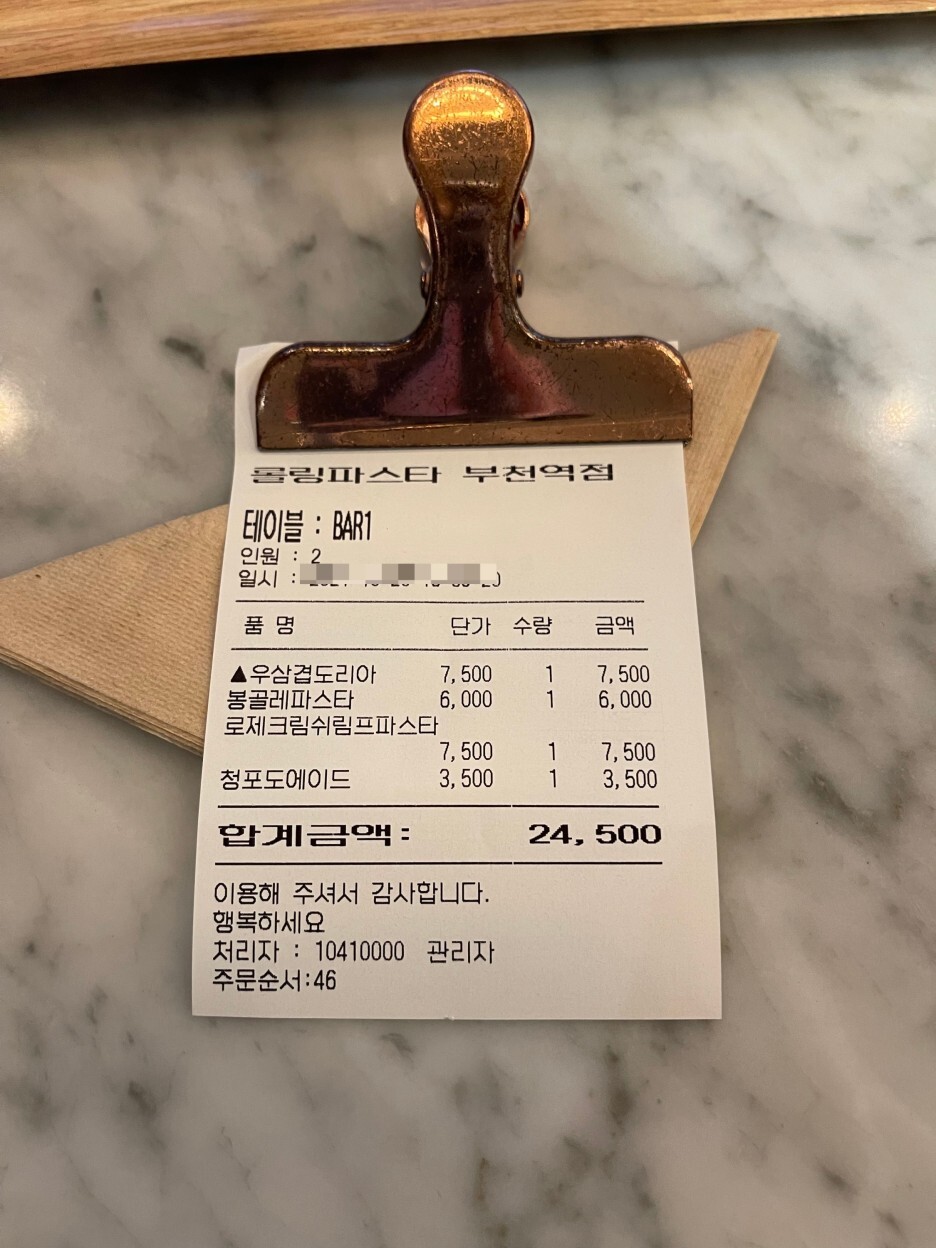 롤링파스타 부천역점
테이블 : BAR1
인원 : 2
일시 :
품 명 단가 수량 금액
▲우삼겹도리아 7,500 1 7,500
봉골레파스타 6,000 1 6,000
로제크림쉬림프파스타
7,500 1 7,500
청포도에이드 3,500 1 3,500
합계금액: 24,500
이용해 주셔서 감사합니다.
행복하세요
처리자 : 10410000 관리자
주문순서:46